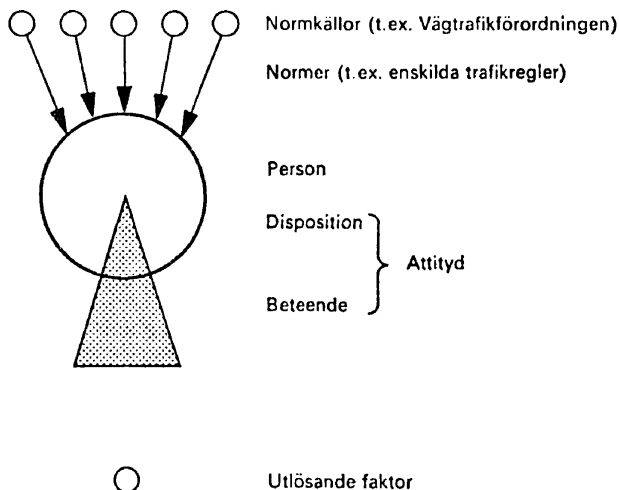 Normkällor (t.ex. Vägtrafikförordningen)
Normer (t.ex. enskilda trafikregler)
Person
Disposition
Attityd
Beteende
Utlösande faktor